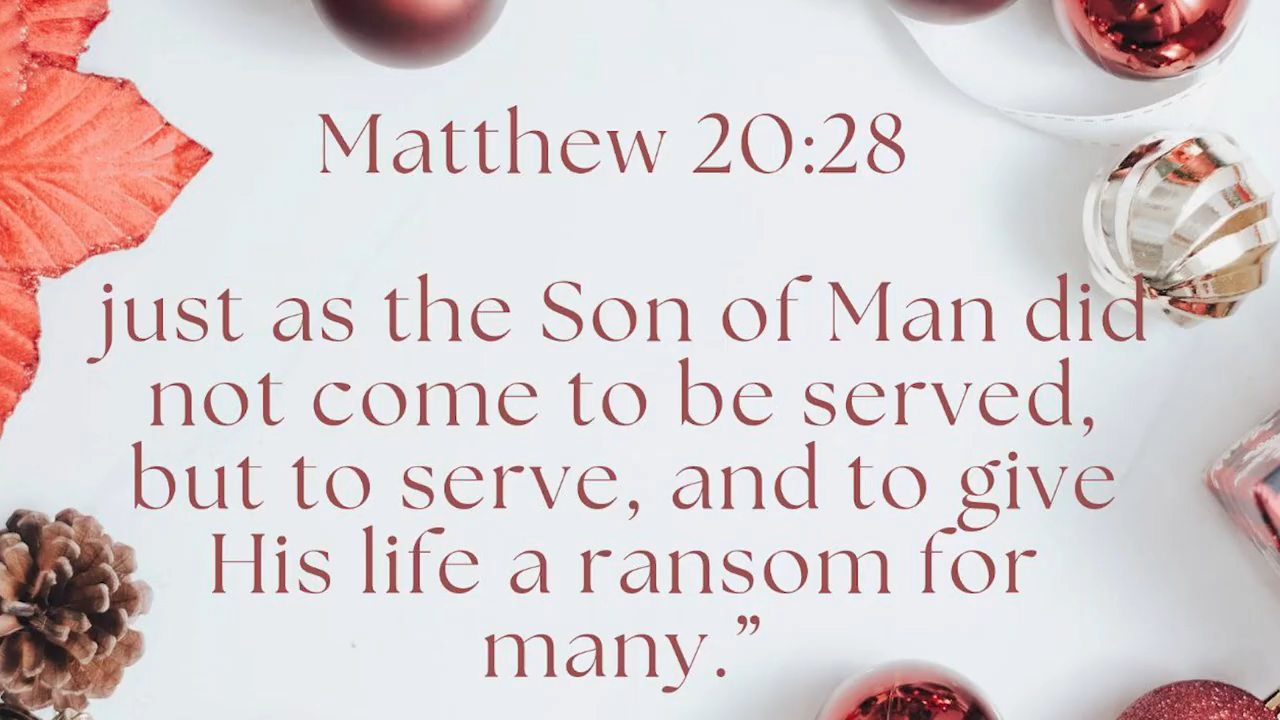 Matthew 20:28
just as the Son of Man did
not come to be served,
but to serve, and to give
His life a ransom for
many.”